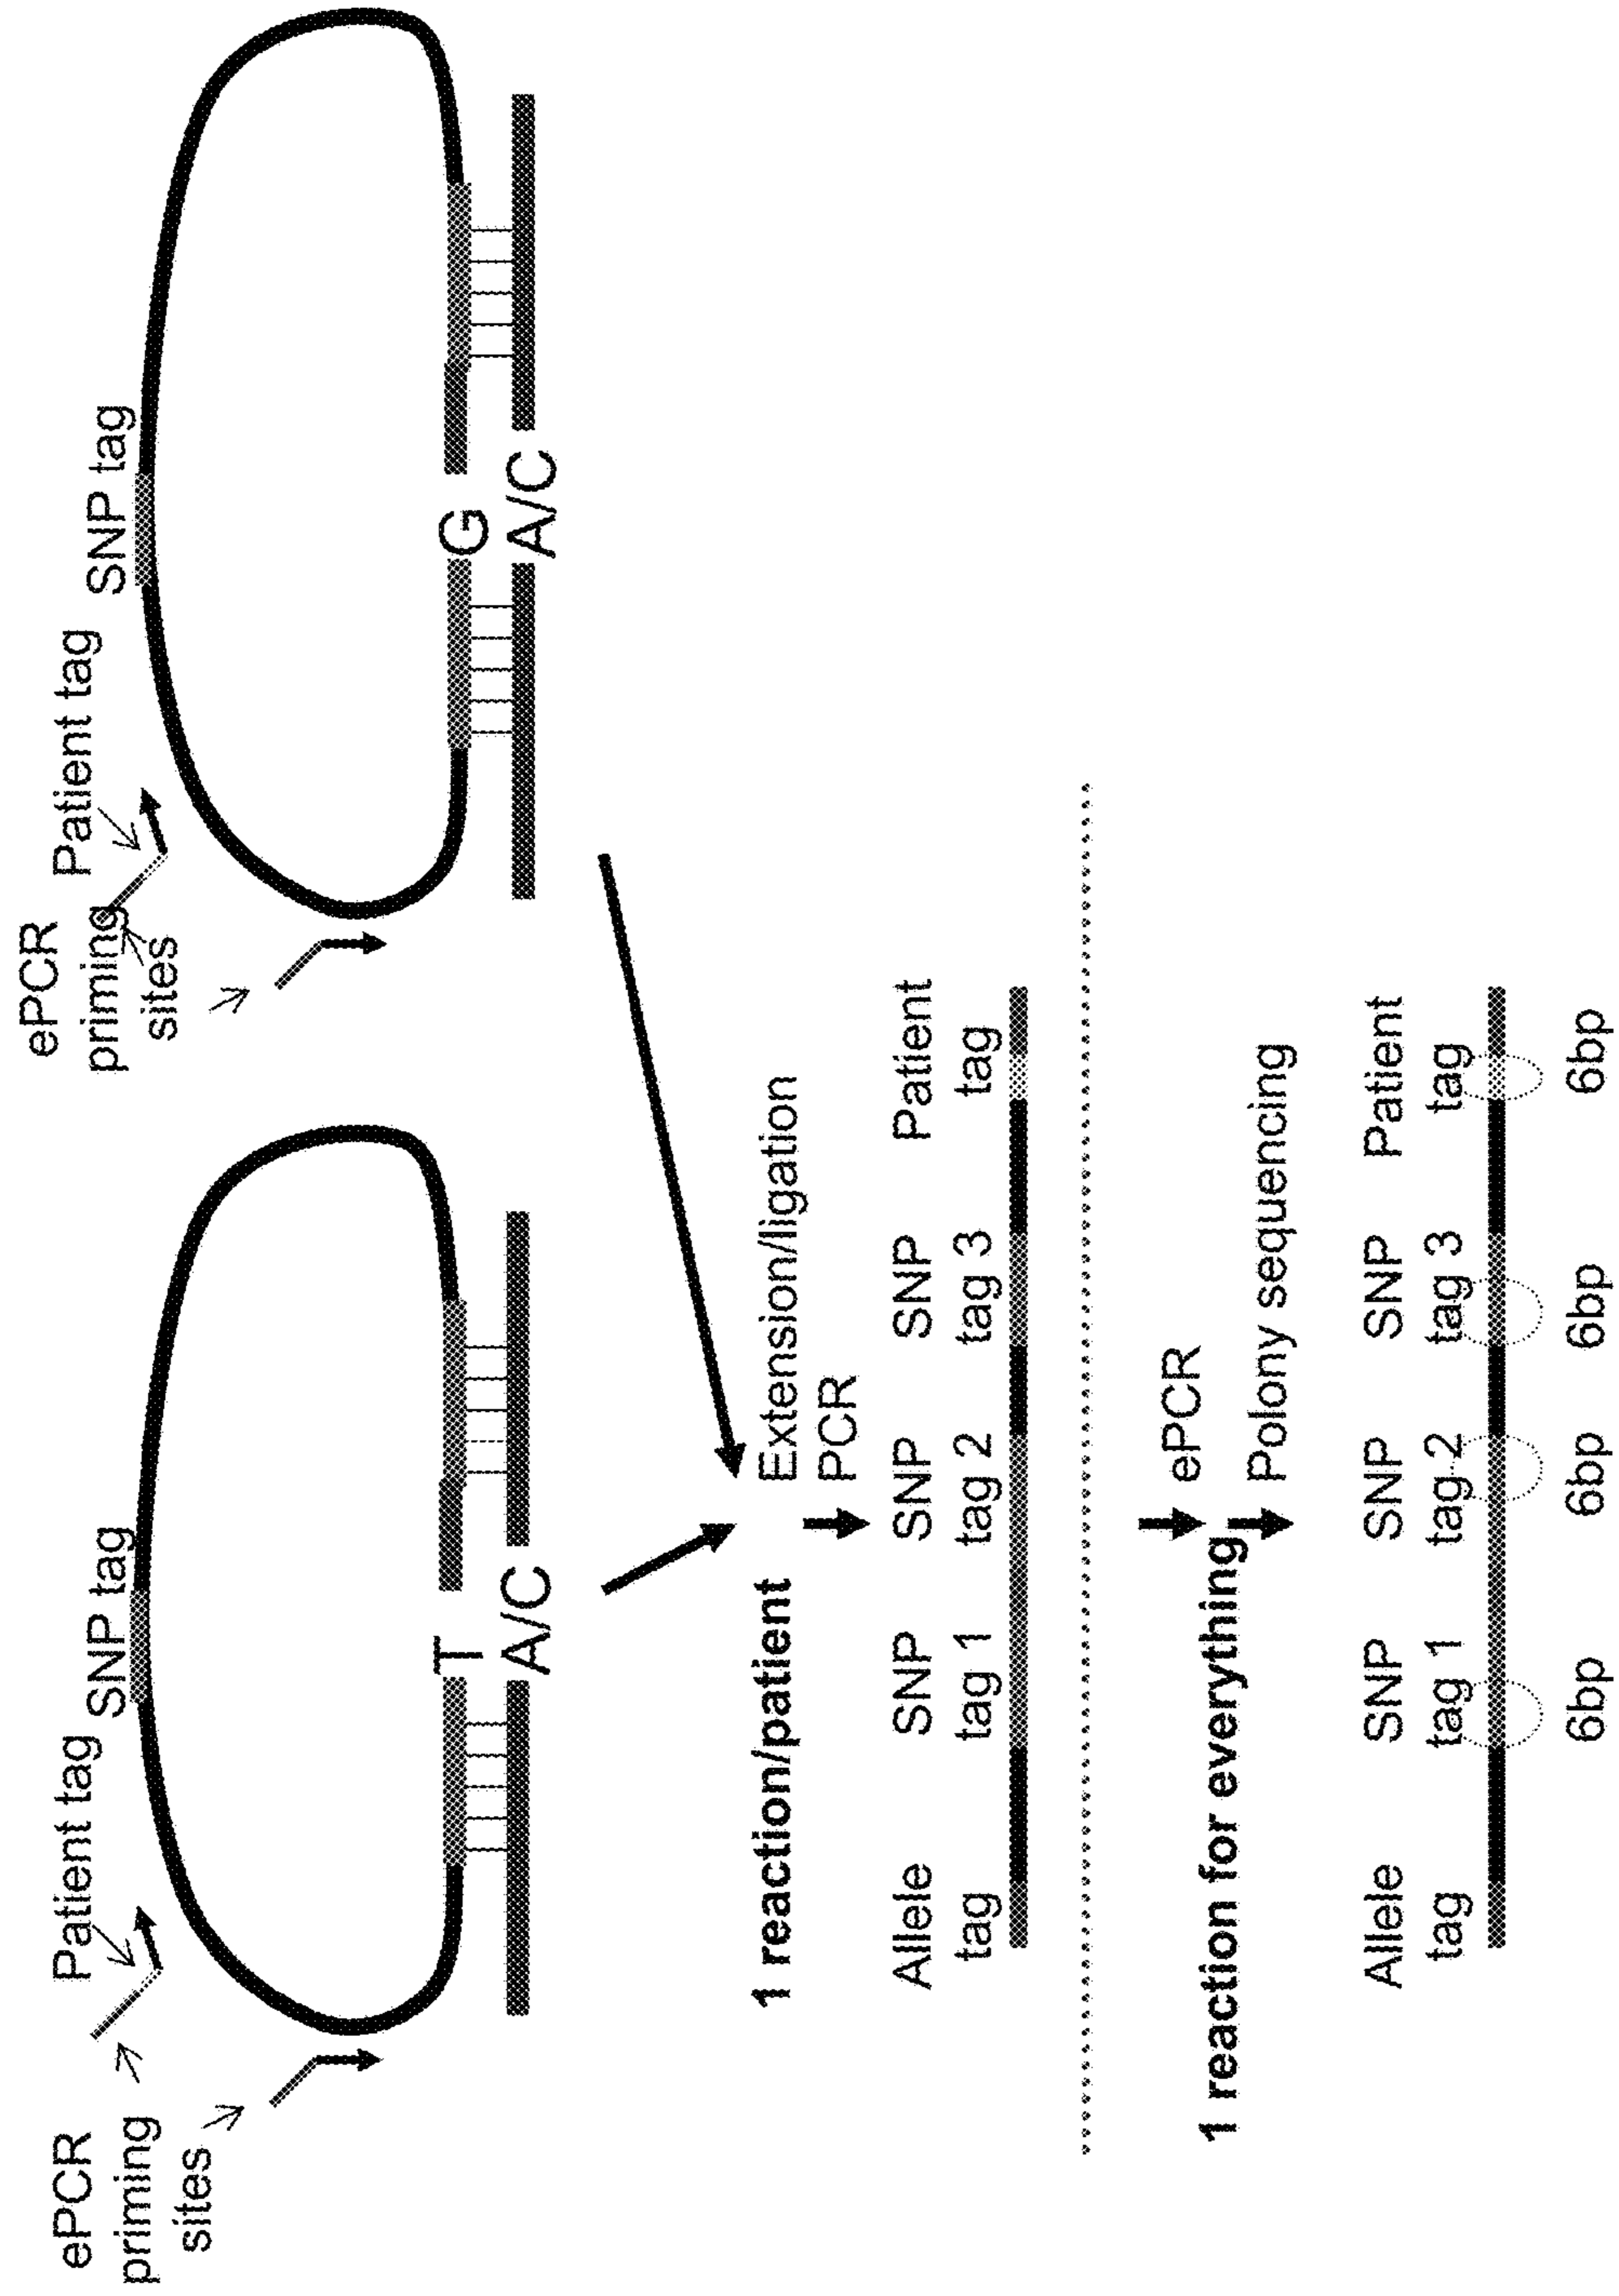 ePCR
priming
sites
Patient tag
SNP tag
T
A/C
ePCR
priming
sites
Patient tag
SNP tag
G
A/C
1 reaction/patient
Extension/ligation
PCR
Allele
tag
SNP
tag 1
SNP
tag 2
SNP
tag 3
Patient
tag
1 reaction for everything
ePCR
Polony sequencing
Allele
tag
SNP
tag 1
SNP
tag 2
SNP
tag 3
Patient
tag
6bp
6bp
6bp
6bp